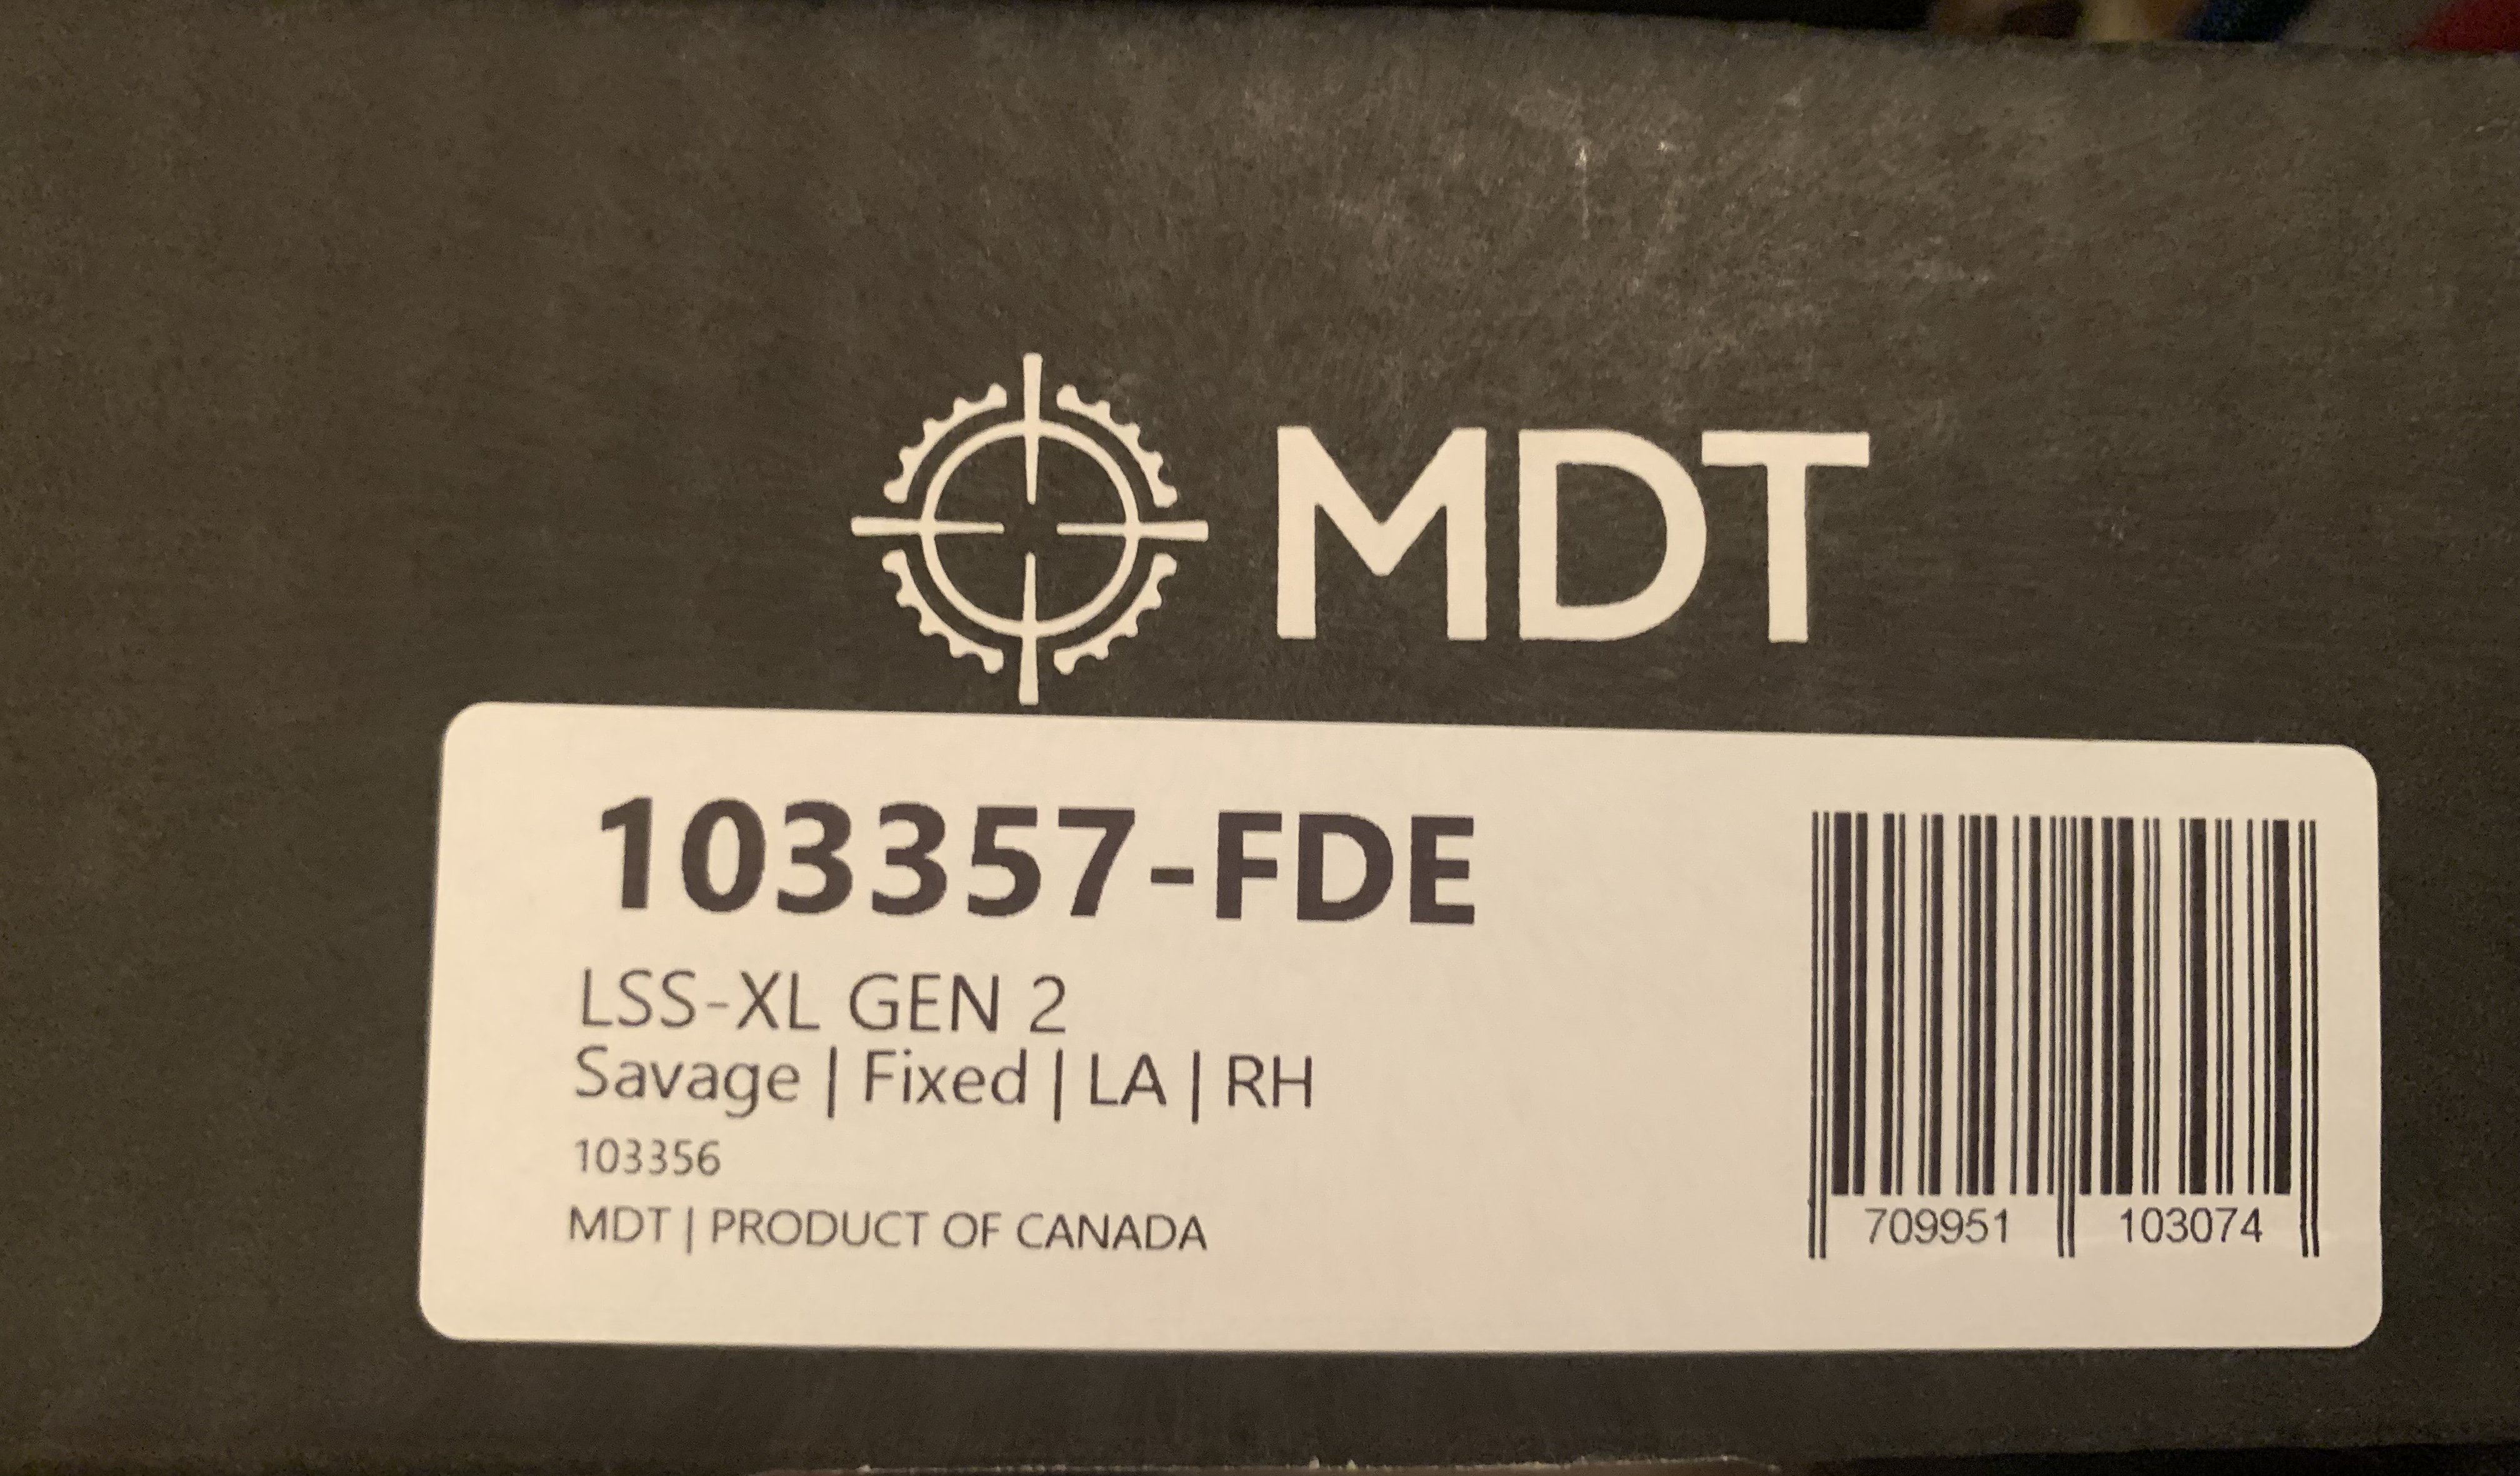 MDT
103357-FDE
LSS-XL GEN 2
Savage | Fixed | LA | RH
103356
MDT | PRODUCT OF CANADA
709951 103074